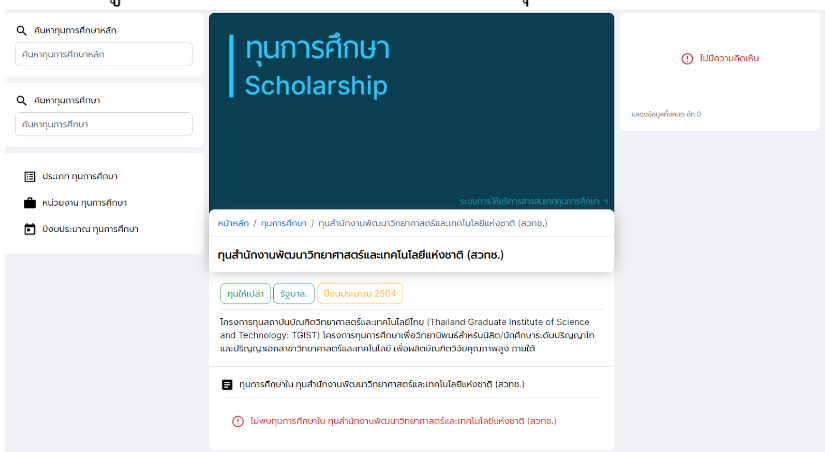 ค้นหาทุนการศึกษาหลัก
ค้นหาทุนการศึกษาหลัก
ค้นหาทุนการศึกษา
ค้นหาทุนการศึกษา
ประเภท ทุนการศึกษา
หน่วยงาน ทุนการศึกษา
ปีงบประมาณ ทุนการศึกษา
ทุนการศึกษา
Scholarship
ระบบการให้บริการสารสนเทศทุนการศึกษา ฯ
หน้าหลัก / ทุนการศึกษา / ทุนสำนักงานพัฒนาวิทยาศาสตร์และเทคโนโลยีแห่งชาติ (สวทช.)
ทุนสำนักงานพัฒนาวิทยาศาสตร์และเทคโนโลยีแห่งชาติ (สวทช.)
ทุนให้เปล่า รัฐบาล. ปีงบประมาณ 2564
โครงการทุนสถาบันบัณฑิตวิทยาศาสตร์และเทคโนโลยีไทย (Thailand Graduate Institute of Science
and Technology: TGIST) โครงการทุนการศึกษาเพื่อวิทยานิพนธ์สำหรับนิสิต/นักศึกษาระดับปริญญาโท
และปริญญาเอกสาขาวิทยาศาสตร์และเทคโนโลยี เพื่อผลิตบัณฑิตวิจัยคุณภาพสูง ภายใต้
ทุนการศึกษาใน ทุนสำนักงานพัฒนาวิทยาศาสตร์และเทคโนโลยีแห่งชาติ (สวทช.)
ไม่พบทุนการศึกษาใน ทุนสำนักงานพัฒนาวิทยาศาสตร์และเทคโนโลยีแห่งชาติ (สวทช.)
ไม่มีความคิดเห็น
แสดงข้อมูลทั้งหมด อีก 0